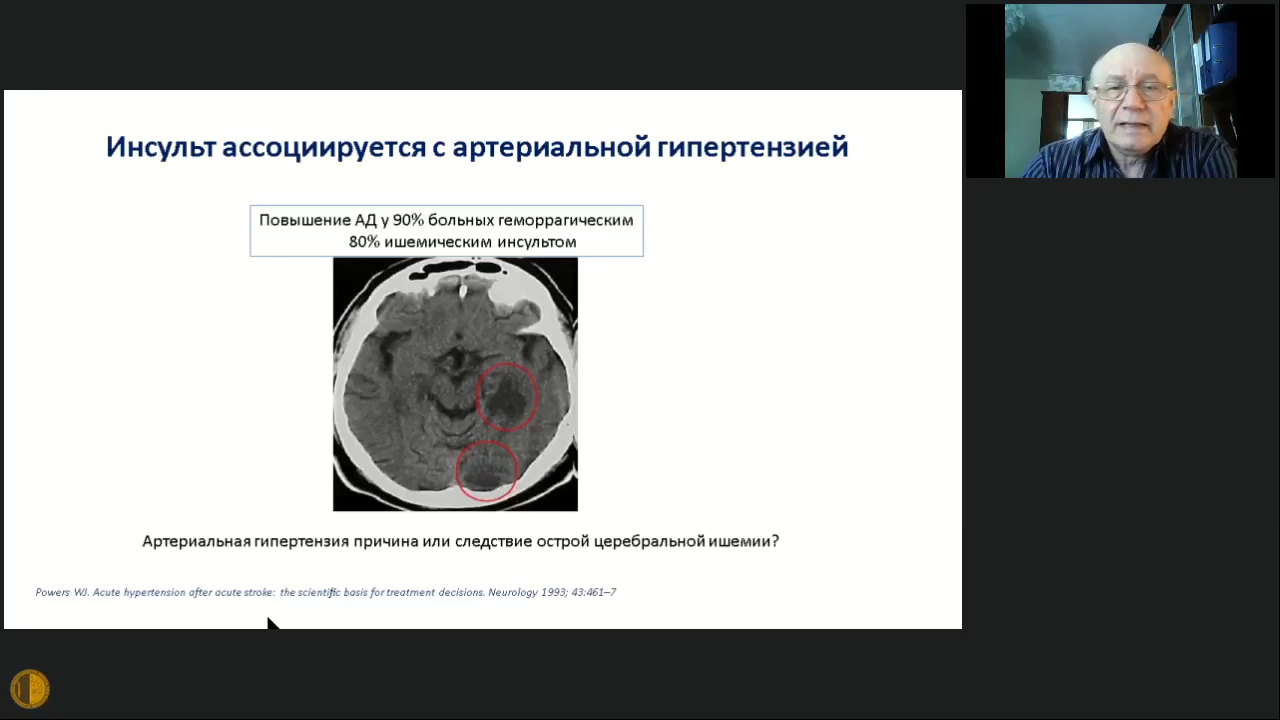 Инсульт ассоциируется с артериальной гипертензией
Повышение АД у 90% больных геморрагическим
80% ишемическим инсультом
Артериальная гипертензия причина или следствие острой церебральной ишемии?
Powers WJ. Acute hypertension after acute stroke: the scientific basis for treatment decisions. Neurology 1993; 43:461–7